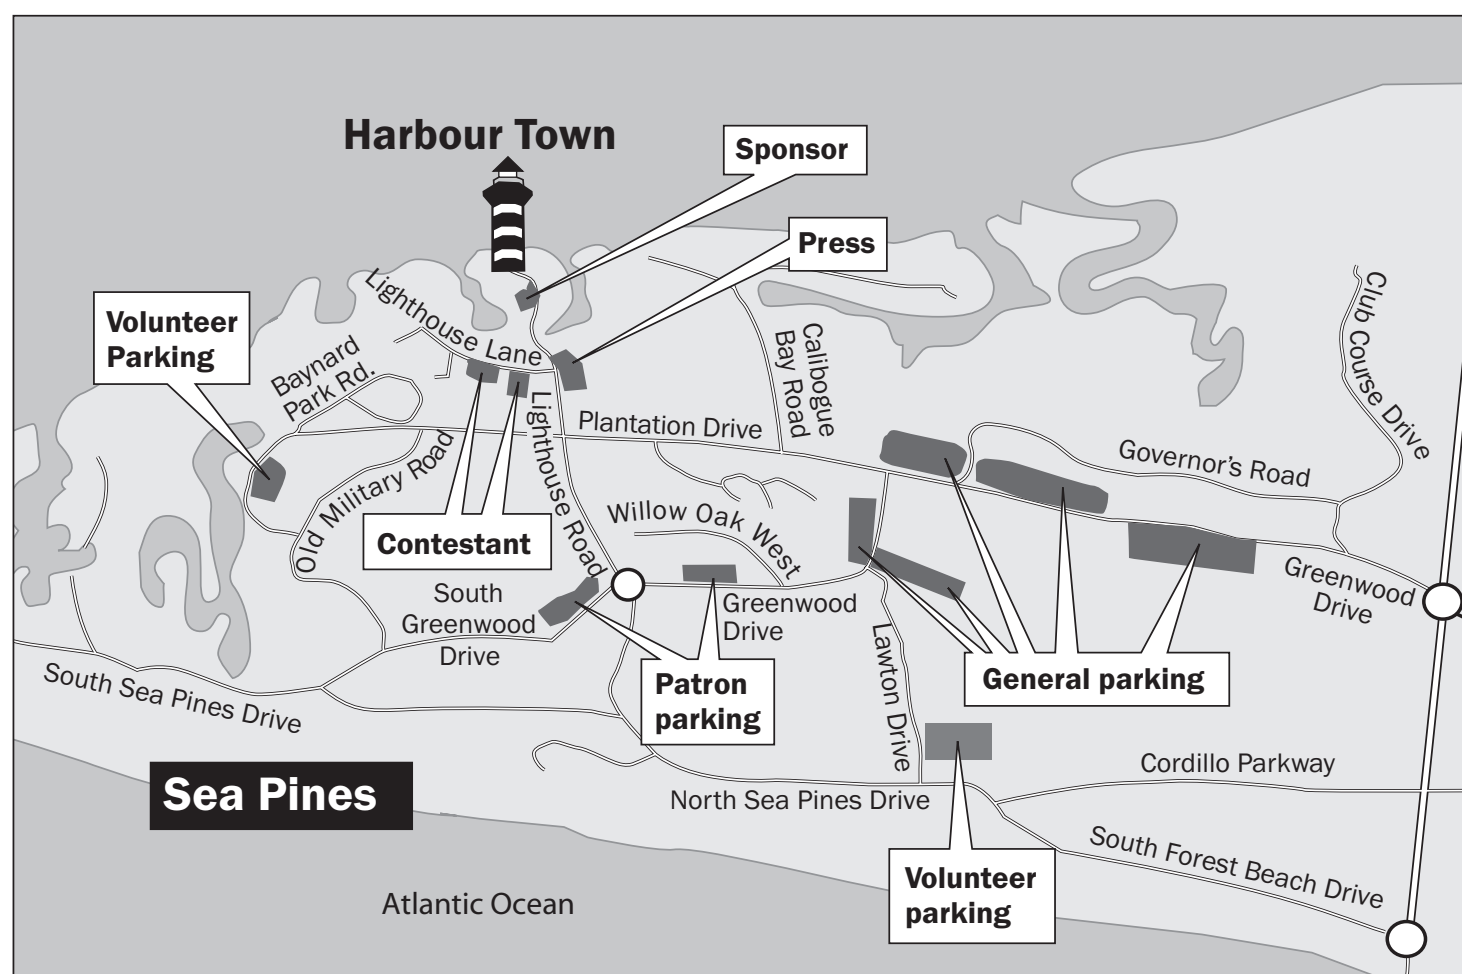 Harbour Town
Sponsor
Press
Volunteer
Parking
Lighthouse Lane
Baynard
Park Rd.
Calibogue
Bay Road
Club Course Drive
Plantation Drive
Governor's Road
Old Military Road
Lighthouse Road
Willow Oak West
Contestant
South
Greenwood
Drive
Greenwood
Drive
Greenwood
Drive
Lawton Drive
General parking
Patron
parking
South Sea Pines Drive
Sea Pines
Cordillo Parkway
North Sea Pines Drive
South Forest Beach Drive
Volunteer
parking
Atlantic Ocean